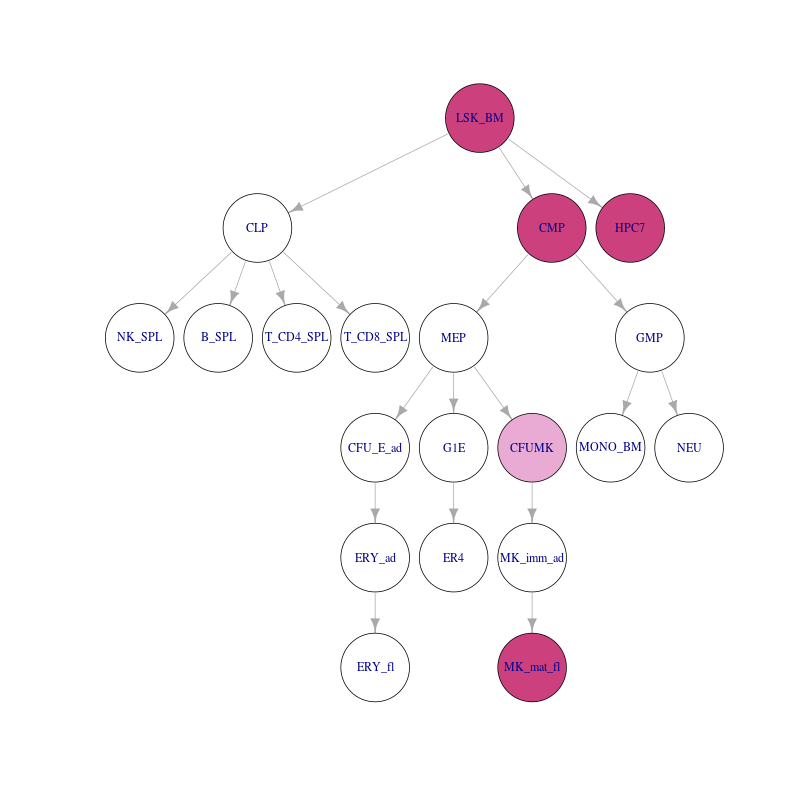 LSK_BM
CLP
CMP
HPC7
NK_SPL
B_SPL
T_CD4_SPL
T_CD8_SPL
MEP
GMP
CFU_E_ad
G1E
CFUMK
MONO_BM
NEU
ERY_ad
ER4
MK_imm_ad
ERY_fl
MK_mat_fl